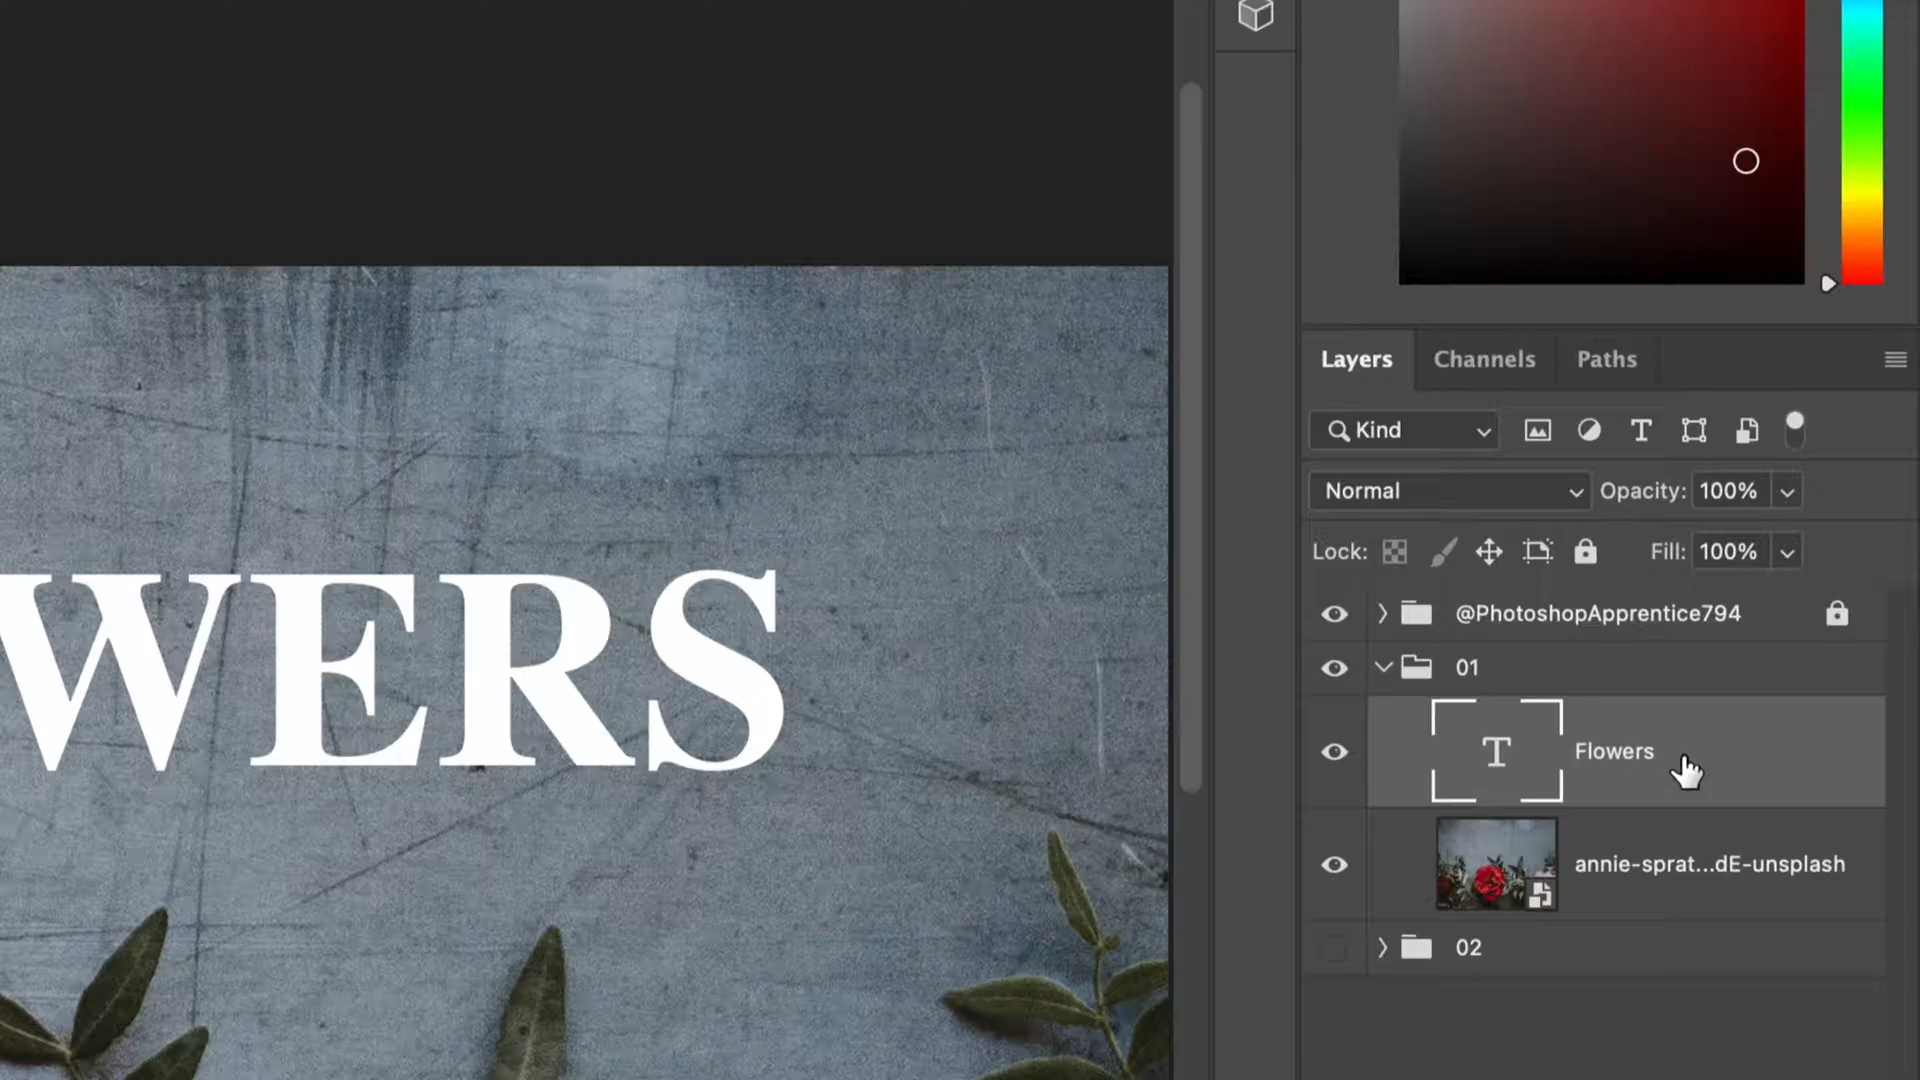 Layers Channels Paths
Kind
Normal Opacity: 100%
Lock: Fill: 100%
@PhotoshopApprentice794
01
WERS
T Flowers
annie-sprat...dE-unsplash
02